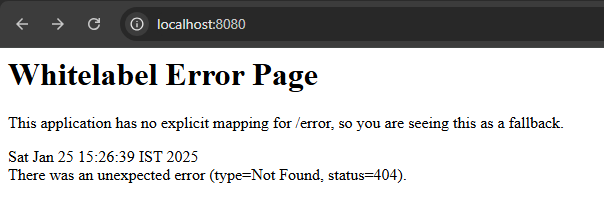 localhost:8080
Whitelabel Error Page
This application has no explicit mapping for /error, so you are seeing this as a fallback.
Sat Jan 25 15:26:39 IST 2025
There was an unexpected error (type=Not Found, status=404).